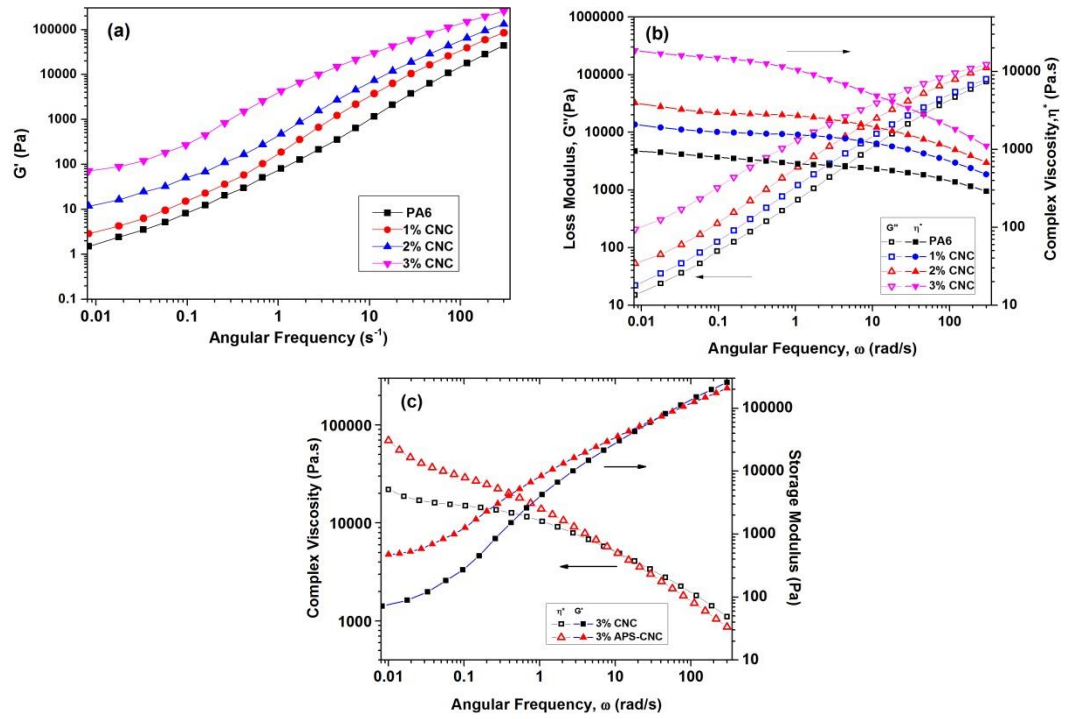 (a)
100000
10000
1000
100
10
1
0.1
G' (Pa)
0.01
0.1
1
10
100
Angular Frequency (s⁻¹)
PA6
1% CNC
2% CNC
3% CNC
(b)
1000000
100000
10000
1000
100
10
Loss Modulus, G''(Pa)
10000
1000
100
10
Complex Viscosity,η* (Pa.s)
0.01
0.1
1
10
100
Angular Fequency, ω (rad/s)
G'' η*
PA6
1% CNC
2% CNC
3% CNC
(c)
100000
10000
1000
Complex Viscosity (Pa.s)
100000
10000
1000
100
10
Storage Modulus (Pa)
0.01
0.1
1
10
100
Angular Frequency, ω (rad/s)
η* G'
3% CNC
3% APS-CNC